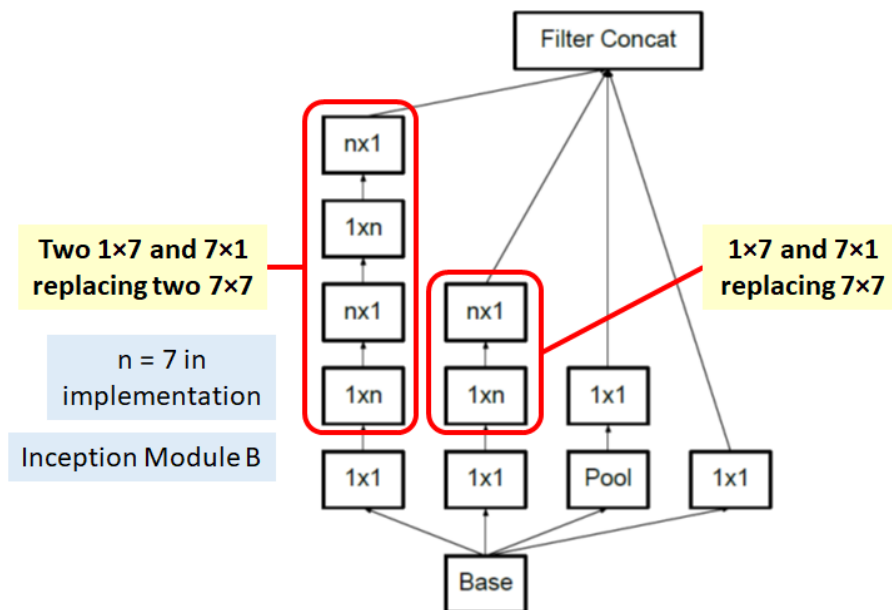 Filter Concat
nx1
1xn
Two 1×7 and 7×1
replacing two 7×7
1×7 and 7×1
replacing 7×7
nx1
nx1
n = 7 in
implementation
1xn
1xn
1x1
Inception Module B
1x1
1x1
Pool
1x1
Base